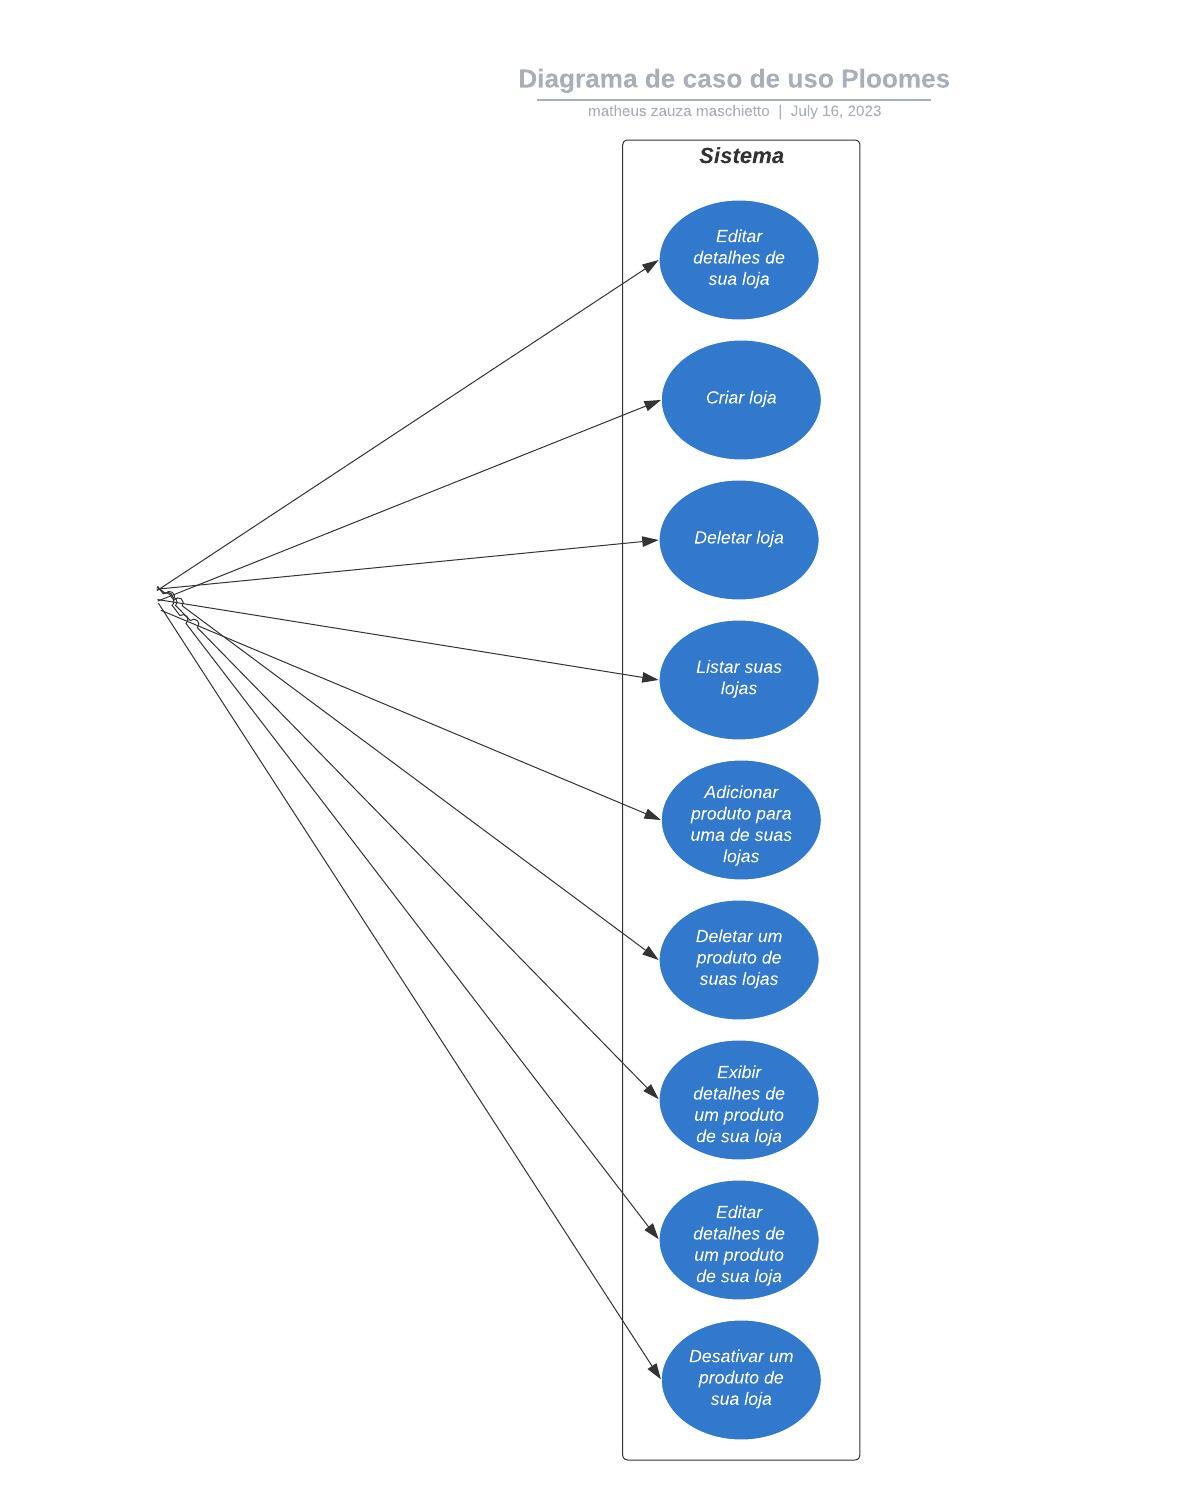 Diagrama de caso de uso Ploomes
matheus zauza maschietto | July 16, 2023
Sistema
Editar
detalhes de
sua loja
Criar loja
Deletar loja
Listar suas
lojas
Adicionar
produto para
uma de suas
lojas
Deletar um
produto de
suas lojas
Exibir
detalhes de
um produto
de sua loja
Editar
detalhes de
um produto
de sua loja
Desativar um
produto de
sua loja